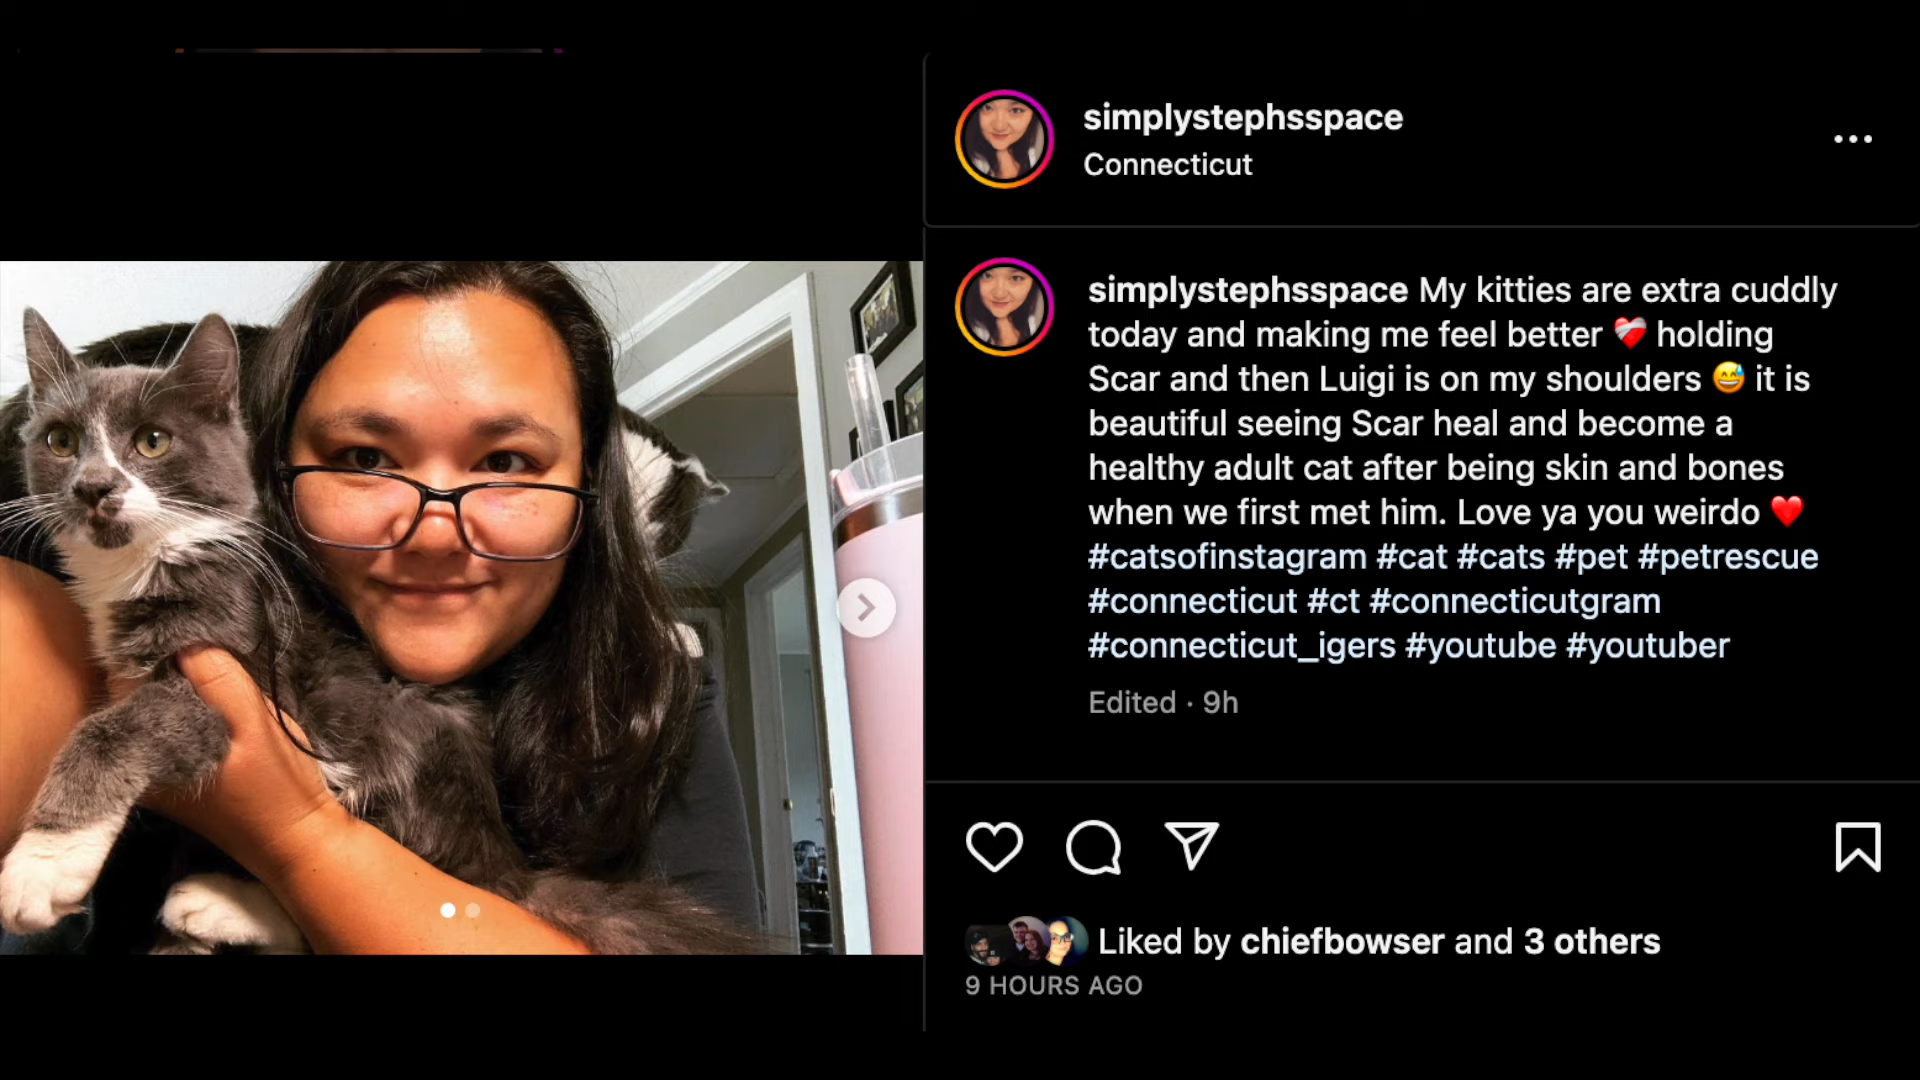 simplystephsspace
Connecticut
simplystephsspace My kitties are extra cuddly
today and making me feel better ❤️‍🩹 holding
Scar and then Luigi is on my shoulders 😅 it is
beautiful seeing Scar heal and become a
healthy adult cat after being skin and bones
when we first met him. Love ya you weirdo ❤️
#catsofinstagram #cat #cats #pet #petrescue
#connecticut #ct #connecticutgram
#connecticut_igers #youtube #youtuber
Edited · 9h
Liked by chiefbowser and 3 others
9 HOURS AGO